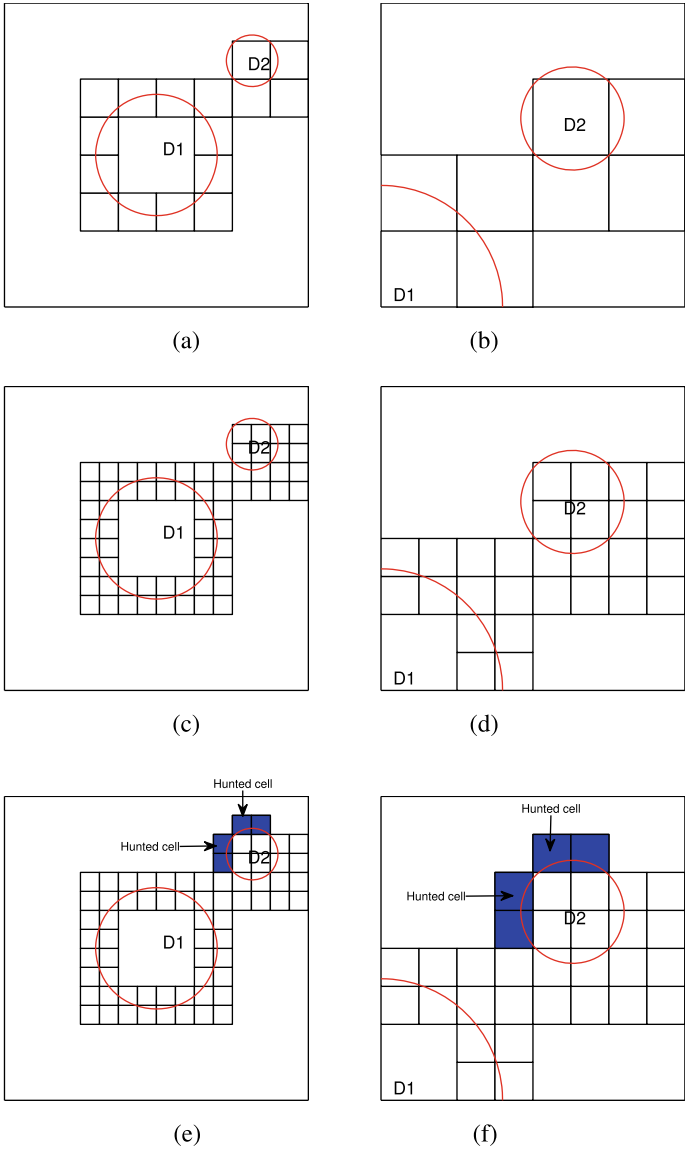 D2
D1
D2
D1
(a)
(b)
D2
D1
D2
D1
(c)
(d)
Hunted cell
Hunted cell
D2
D1
Hunted cell
Hunted cell
D2
D1
(e)
(f)